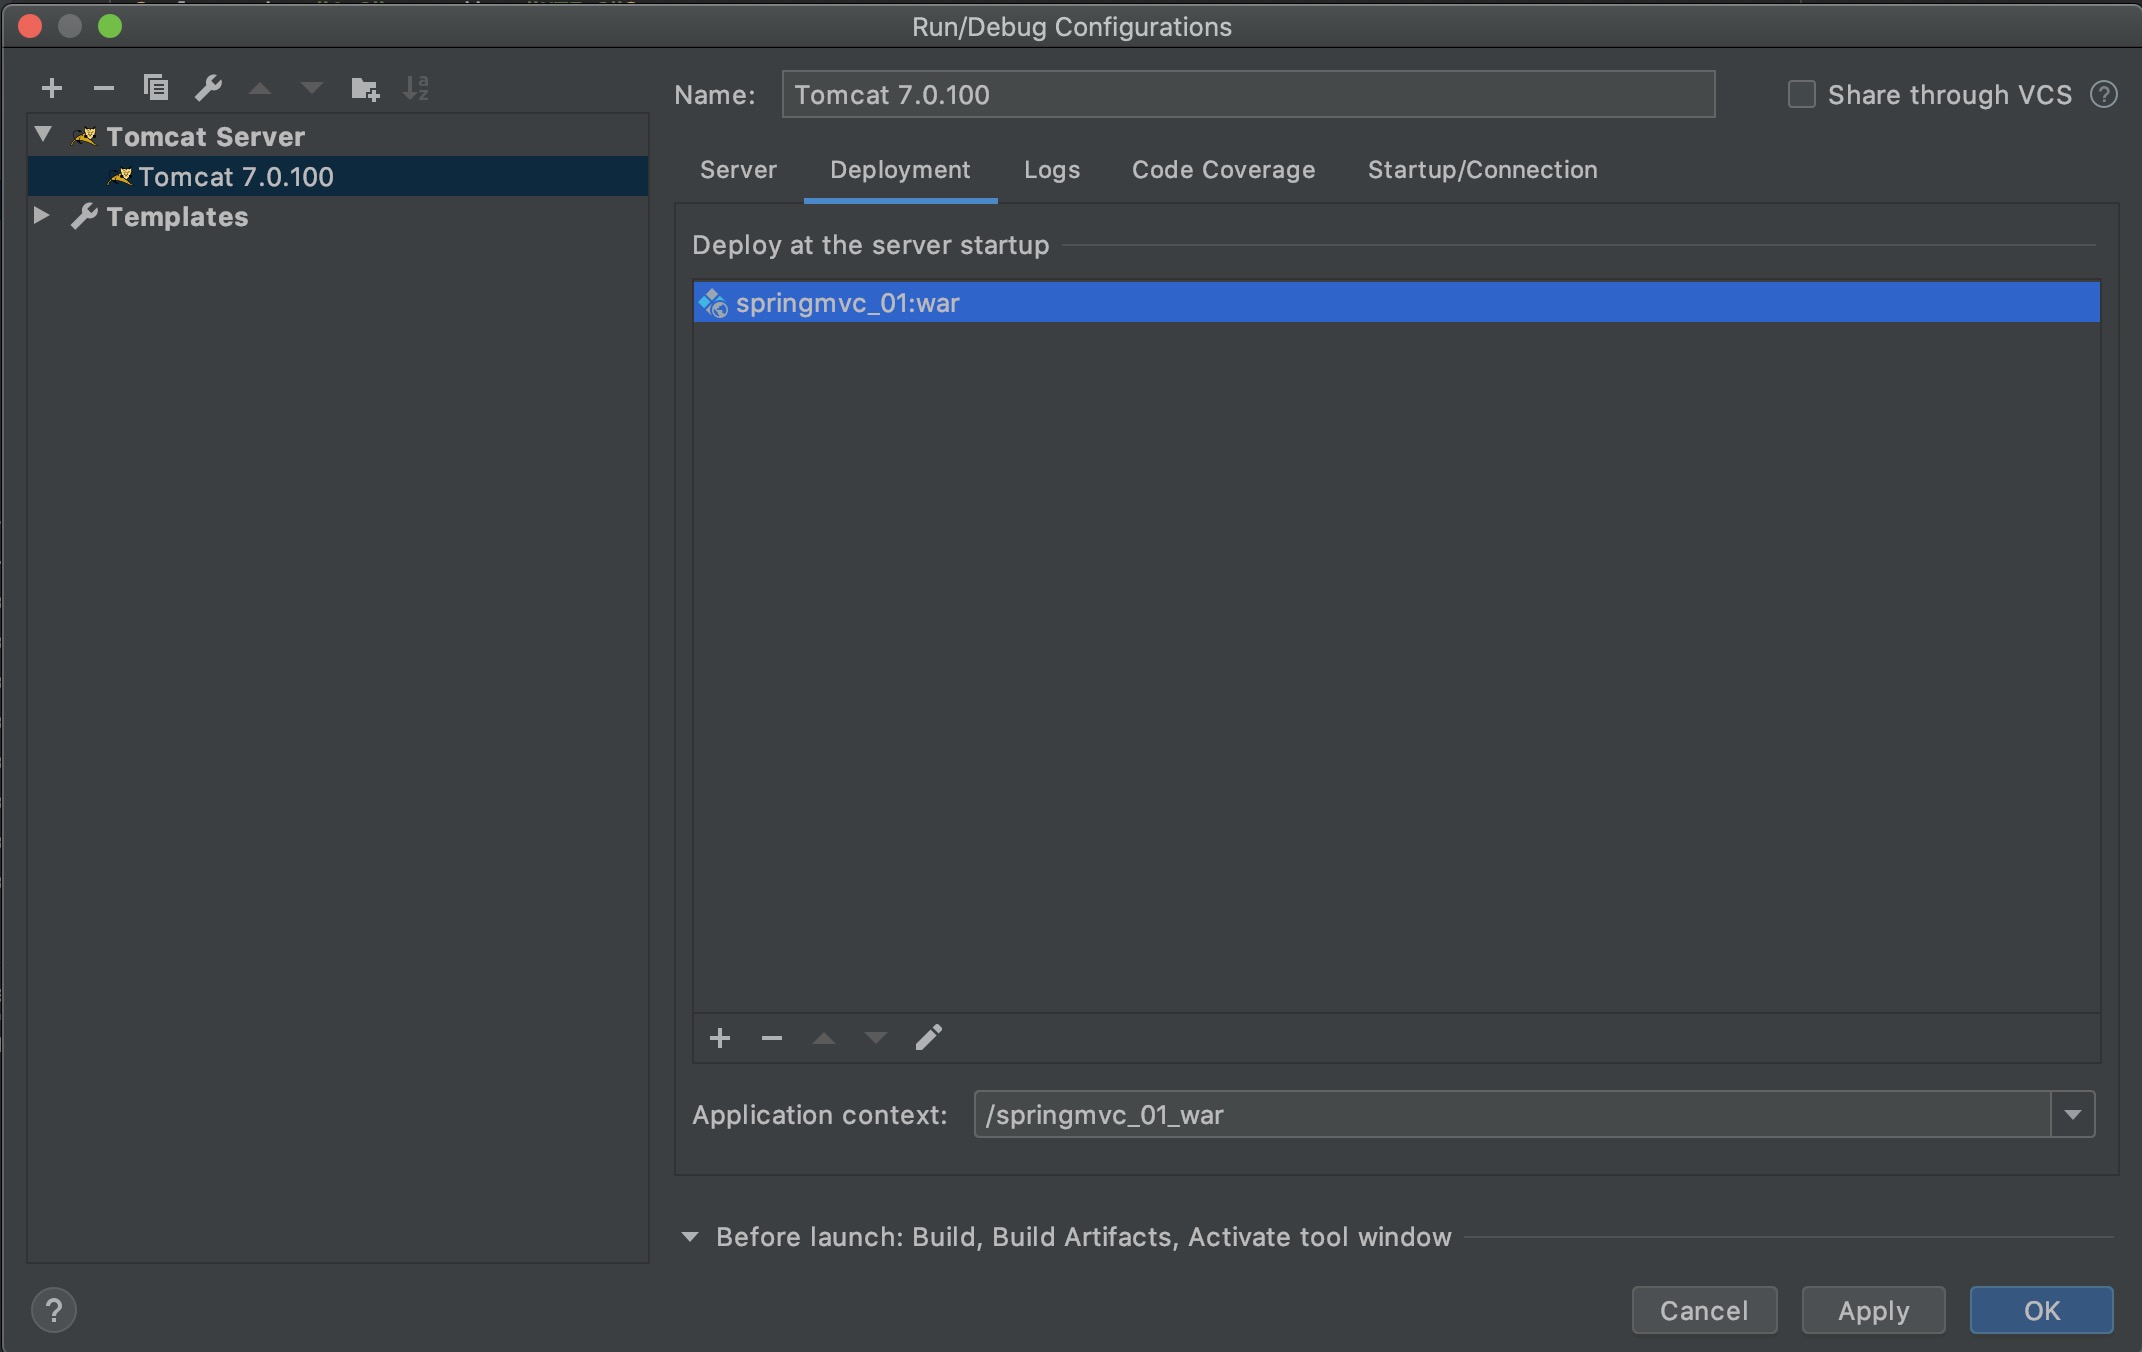 Run/Debug Configurations
Tomcat Server
Tomcat 7.0.100
Templates
Name: Tomcat 7.0.100
Share through VCS ?
Server Deployment Logs Code Coverage Startup/Connection
Deploy at the server startup
springmvc_01:war
Application context: /springmvc_01_war
Before launch: Build, Build Artifacts, Activate tool window
? Cancel Apply OK